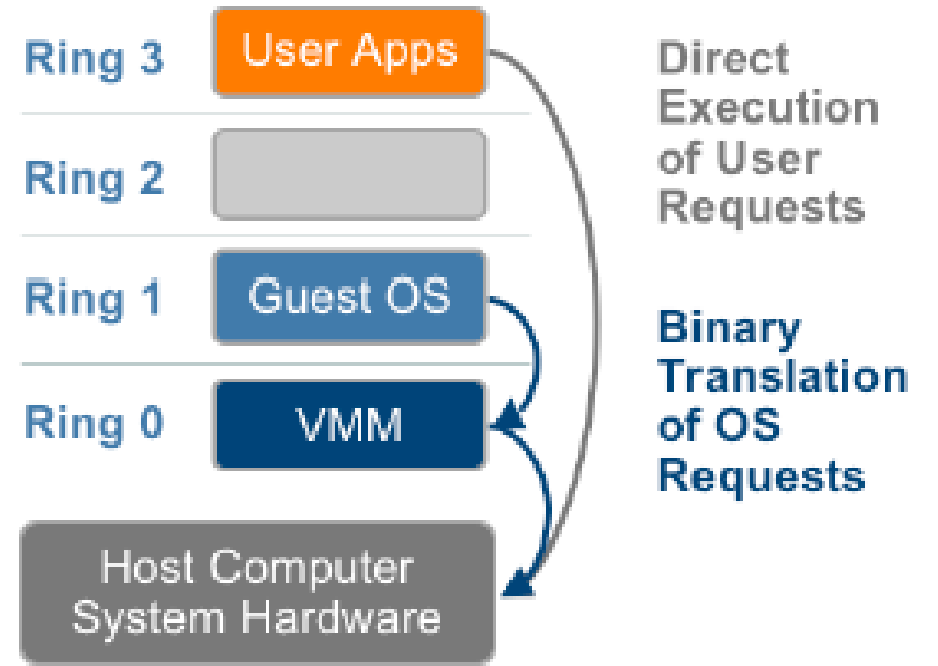 Ring 3
User Apps
Direct
Execution
of User
Requests
Ring 2
Ring 1
Guest OS
Binary
Translation
of OS
Requests
Ring 0
VMM
Host Computer
System Hardware